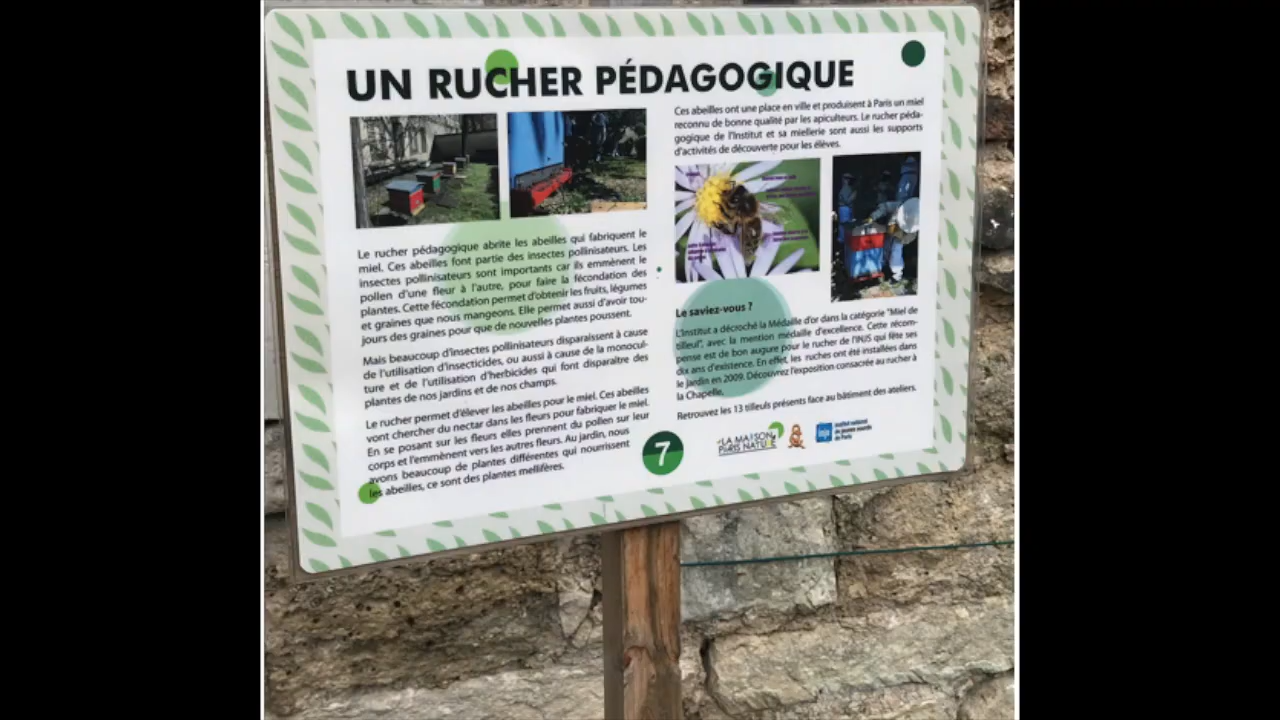 UN RUCHER PÉDAGOGIQUE
Le rucher pédagogique abrite les abeilles qui fabriquent le
miel. Ces abeilles font partie des insectes pollinisateurs. Les
insectes pollinisateurs sont importants car ils emmènent le
pollen d'une fleur à l'autre, pour faire la fécondation des
plantes. Cette fécondation permet d'obtenir les fruits, légumes
et graines que nous mangeons. Elle permet aussi d'avoir tou-
jours des graines pour que de nouvelles plantes poussent.
Mais beaucoup d'insectes pollinisateurs disparaissent à cause
de l'utilisation d'insecticides, ou aussi à cause de la monocul-
ture et de l'utilisation d'herbicides qui font disparaître des
plantes de nos jardins et de nos champs.
Le rucher permet d'élever les abeilles pour le miel. Ces abeilles
vont chercher du nectar dans les fleurs pour fabriquer le miel.
En se posant sur les fleurs elles prennent du pollen sur leur
corps et l'emmènent vers les autres fleurs. Au jardin, nous
avons beaucoup de plantes différentes qui nourrissent
les abeilles, ce sont des plantes mellifères.
Ces abeilles ont une place en ville et produisent à Paris un miel
reconnu de bonne qualité par les apiculteurs. Le rucher péda-
gogique de l'Institut et sa miellerie sont aussi les supports
d'activités de découverte pour les élèves.
Le saviez-vous ?
L'Institut a décroché la Médaille d'or dans la catégorie "Miel de
tilleul", avec la mention médaille d'excellence. Cette récom-
pense est de bon augure pour le rucher de l'INJS qui fête ses
dix ans d'existence. En effet, les ruches ont été installées dans
le jardin en 2009. Découvrez l'exposition consacrée au rucher à
la Chapelle.
Retrouvez les 13 tilleuls présents face au bâtiment des ateliers.
7
LA MAISON
PARIS NATURE
injs
Institut national
de jeunes sourds
de Paris